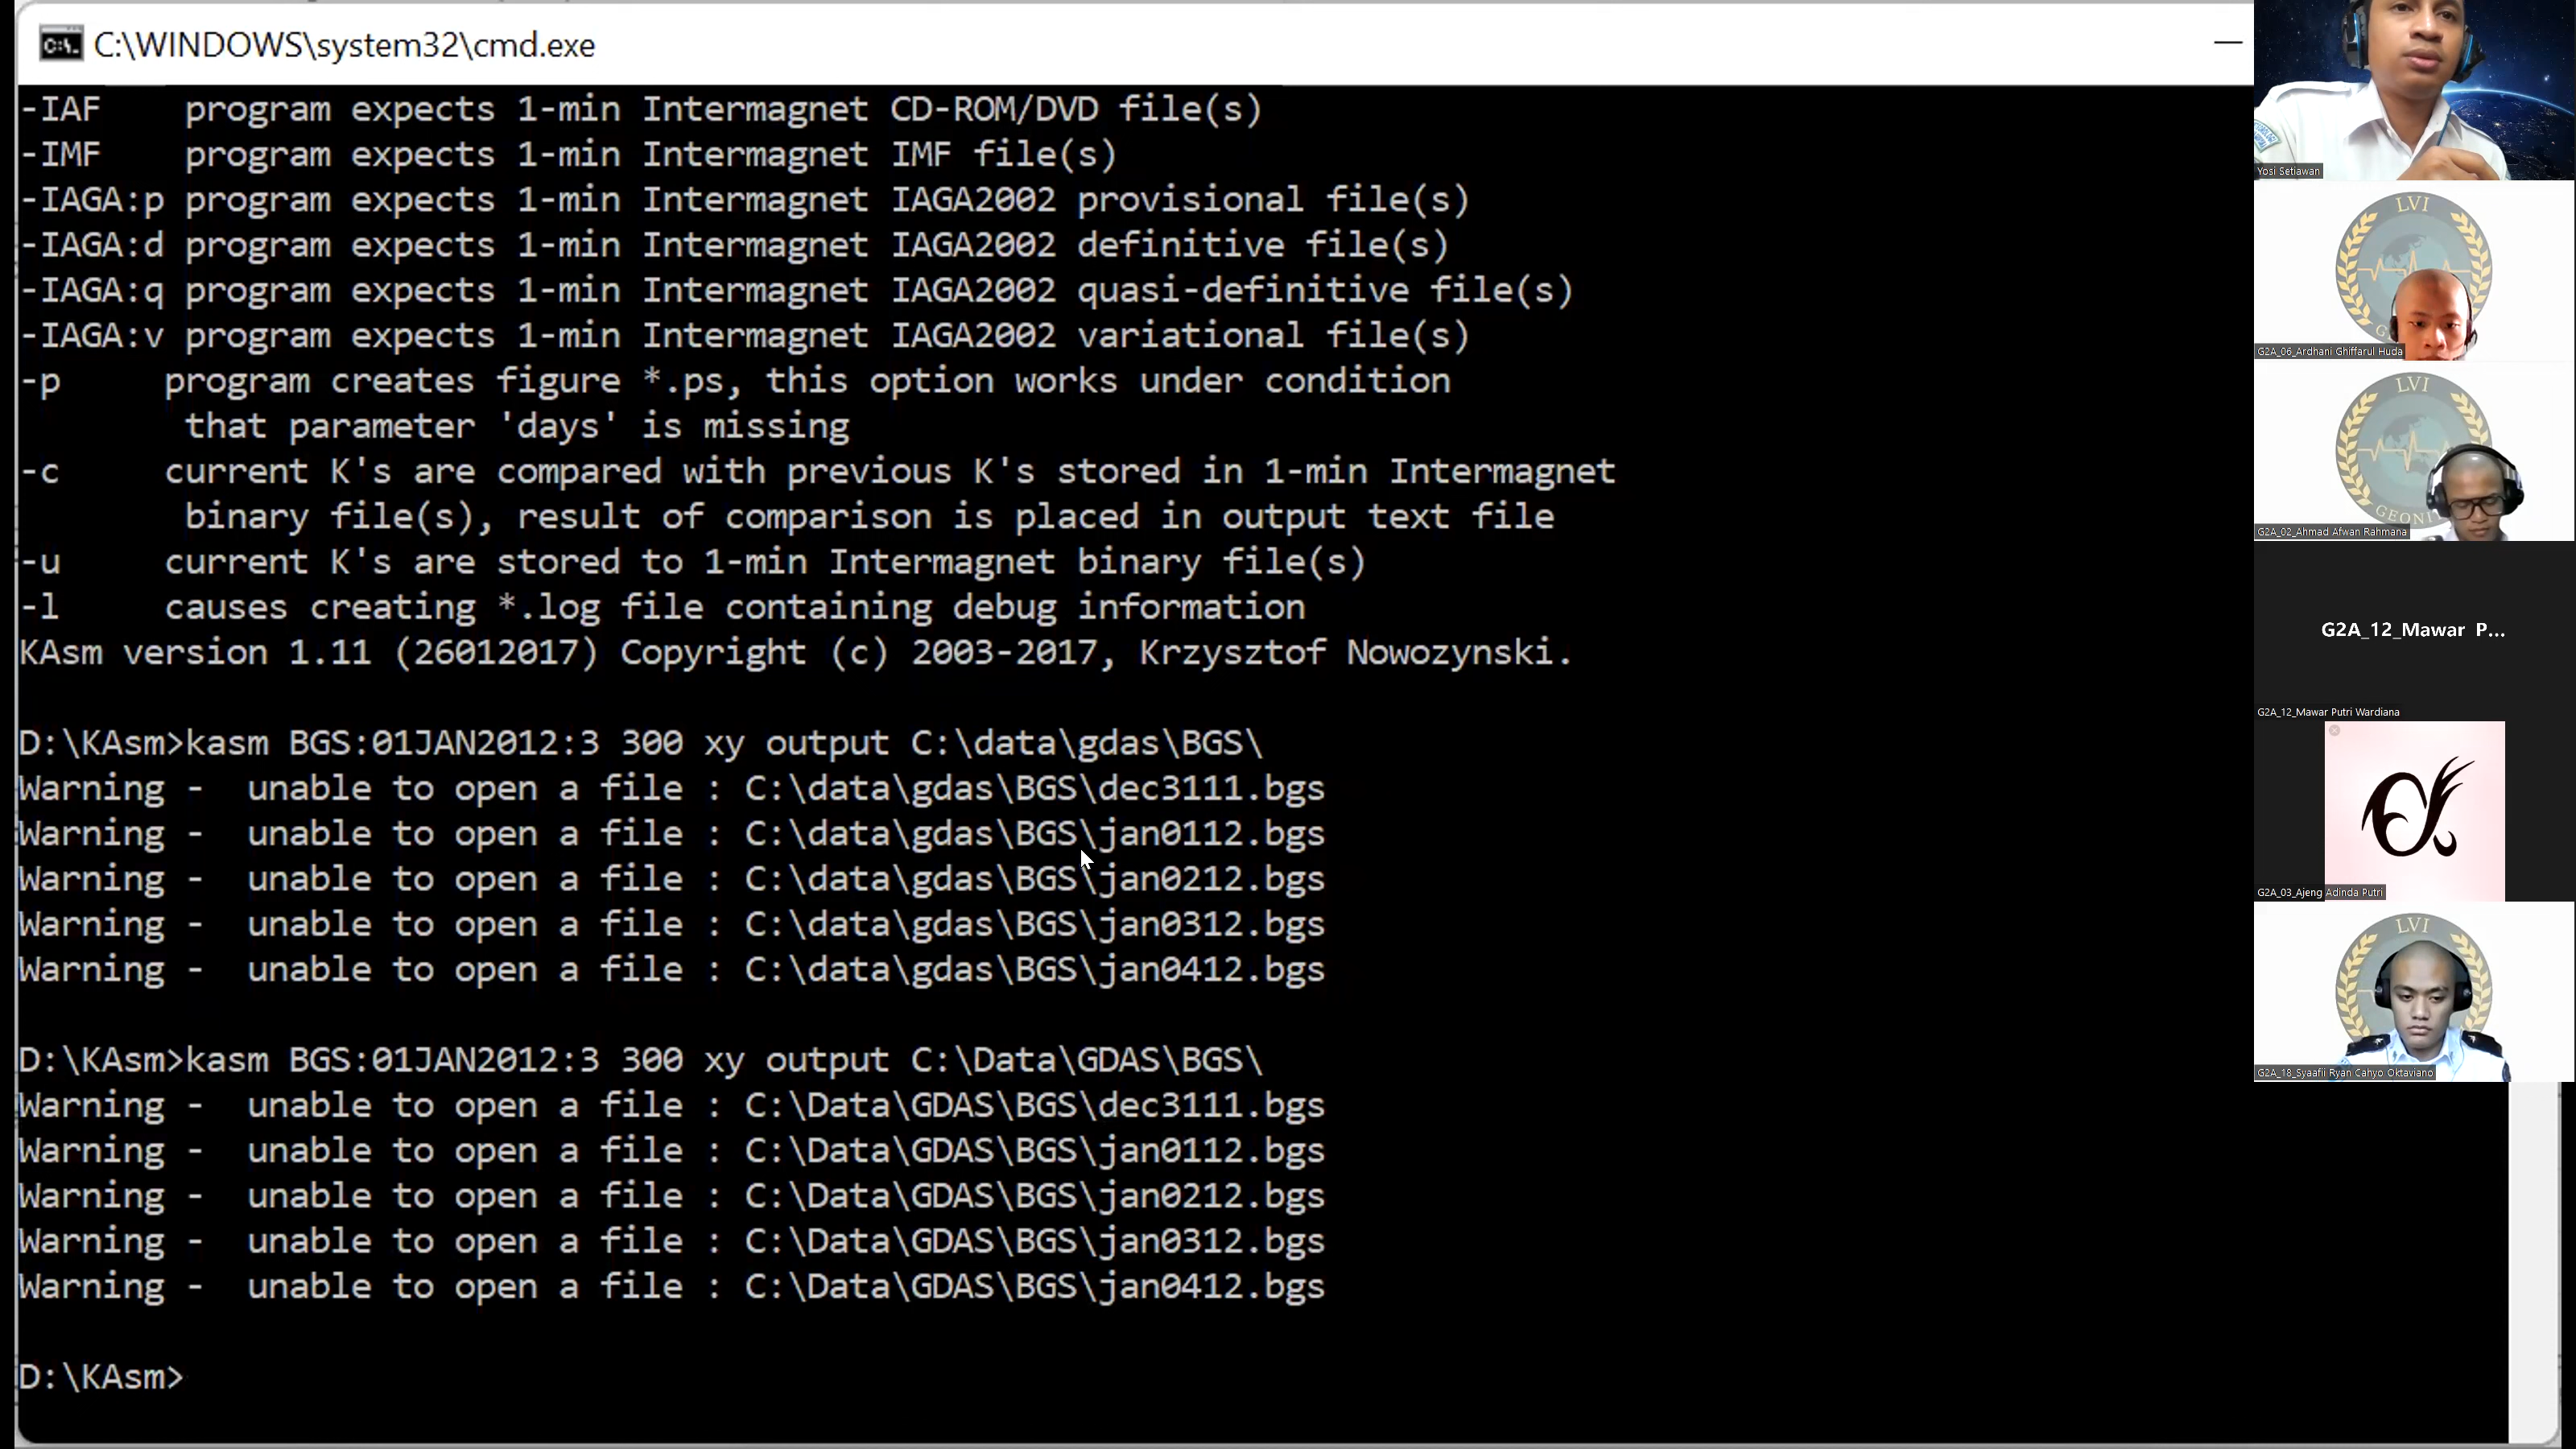 C:\WINDOWS\system32\cmd.exe
-IAF    program expects 1-min Intermagnet CD-ROM/DVD file(s)
-IMF    program expects 1-min Intermagnet IMF file(s)
-IAGA:p program expects 1-min Intermagnet IAGA2002 provisional file(s)
-IAGA:d program expects 1-min Intermagnet IAGA2002 definitive file(s)
-IAGA:q program expects 1-min Intermagnet IAGA2002 quasi-definitive file(s)
-IAGA:v program expects 1-min Intermagnet IAGA2002 variational file(s)
-p     program creates figure *.ps, this option works under condition
        that parameter 'days' is missing
-c     current K's are compared with previous K's stored in 1-min Intermagnet
        binary file(s), result of comparison is placed in output text file
-u     current K's are stored to 1-min Intermagnet binary file(s)
-l     causes creating *.log file containing debug information
KAsm version 1.11 (26012017) Copyright (c) 2003-2017, Krzysztof Nowozynski.
D:\KAsm>kasm BGS:01JAN2012:3 300 xy output C:\data\gdas\BGS\
Warning -  unable to open a file : C:\data\gdas\BGS\dec3111.bgs
Warning -  unable to open a file : C:\data\gdas\BGS\jan0112.bgs
Warning -  unable to open a file : C:\data\gdas\BGS\jan0212.bgs
Warning -  unable to open a file : C:\data\gdas\BGS\jan0312.bgs
Warning -  unable to open a file : C:\data\gdas\BGS\jan0412.bgs
D:\KAsm>kasm BGS:01JAN2012:3 300 xy output C:\Data\GDAS\BGS\
Warning -  unable to open a file : C:\Data\GDAS\BGS\dec3111.bgs
Warning -  unable to open a file : C:\Data\GDAS\BGS\jan0112.bgs
Warning -  unable to open a file : C:\Data\GDAS\BGS\jan0212.bgs
Warning -  unable to open a file : C:\Data\GDAS\BGS\jan0312.bgs
Warning -  unable to open a file : C:\Data\GDAS\BGS\jan0412.bgs
D:\KAsm>
Yosi Setiawan
LVI
G2A_06_Ardhani Ghiffarul Huda
LVI
G2A_02_Ahmad Afwan Rahmana
G2A_12_Mawar P...
G2A_12_Mawar Putri Wardiana
G2A_03_Ajeng Adinda Putri
LVI
G2A_18_Syaafii Ryan Cahyo Oktaviano